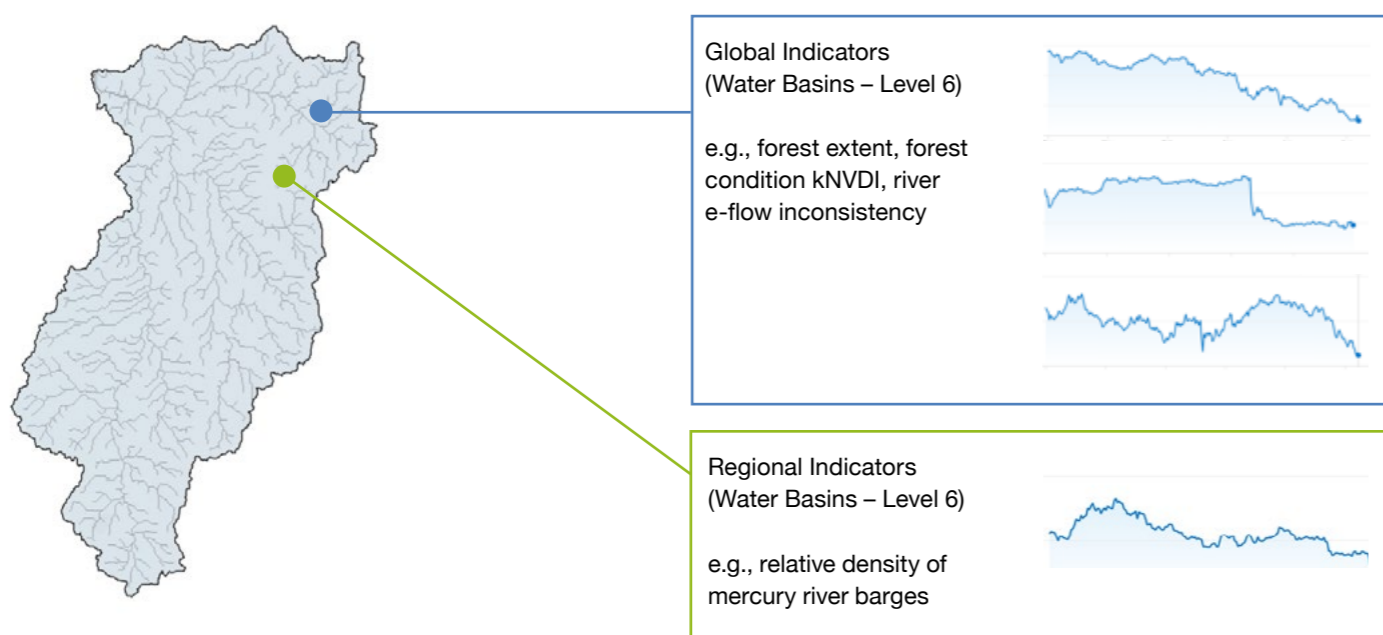 Global Indicators
(Water Basins – Level 6)
e.g., forest extent, forest
condition kNVDI, river
e-flow inconsistency
Regional Indicators
(Water Basins – Level 6)
e.g., relative density of
mercury river barges